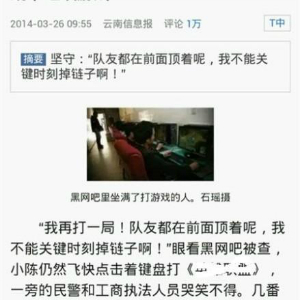 2014-03-26 09:55 云南信息报 评论 1万
T中
摘要 坚守：“队友都在前面顶着呢，我不能关
键时刻掉链子啊！”
黑网吧里坐满了打游戏的人。石瑶摄
“我再打一局！队友都在前面顶着呢，我
不能关键时刻掉链子啊！”眼看黑网吧被查，
小陈仍然飞快点击着键盘打《
一旁的民警和工商执法人员哭笑不得。几番